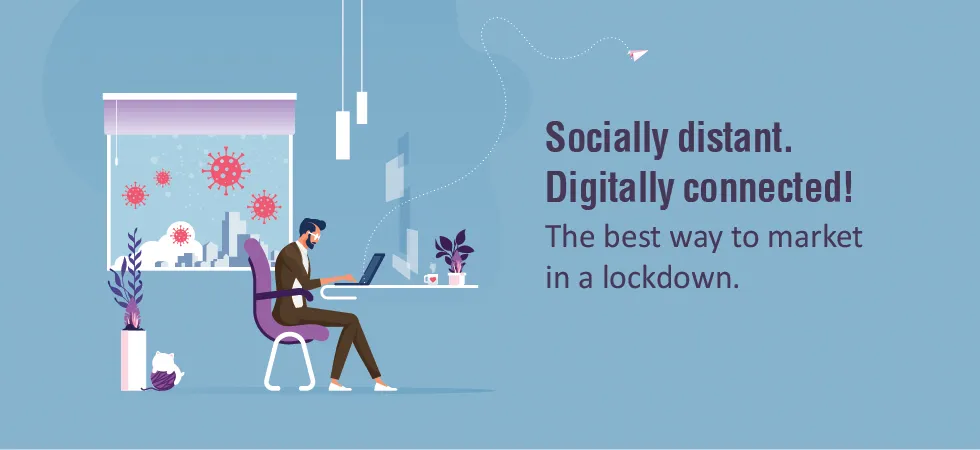 Socially distant.
Digitally connected!
The best way to market
in a lockdown.